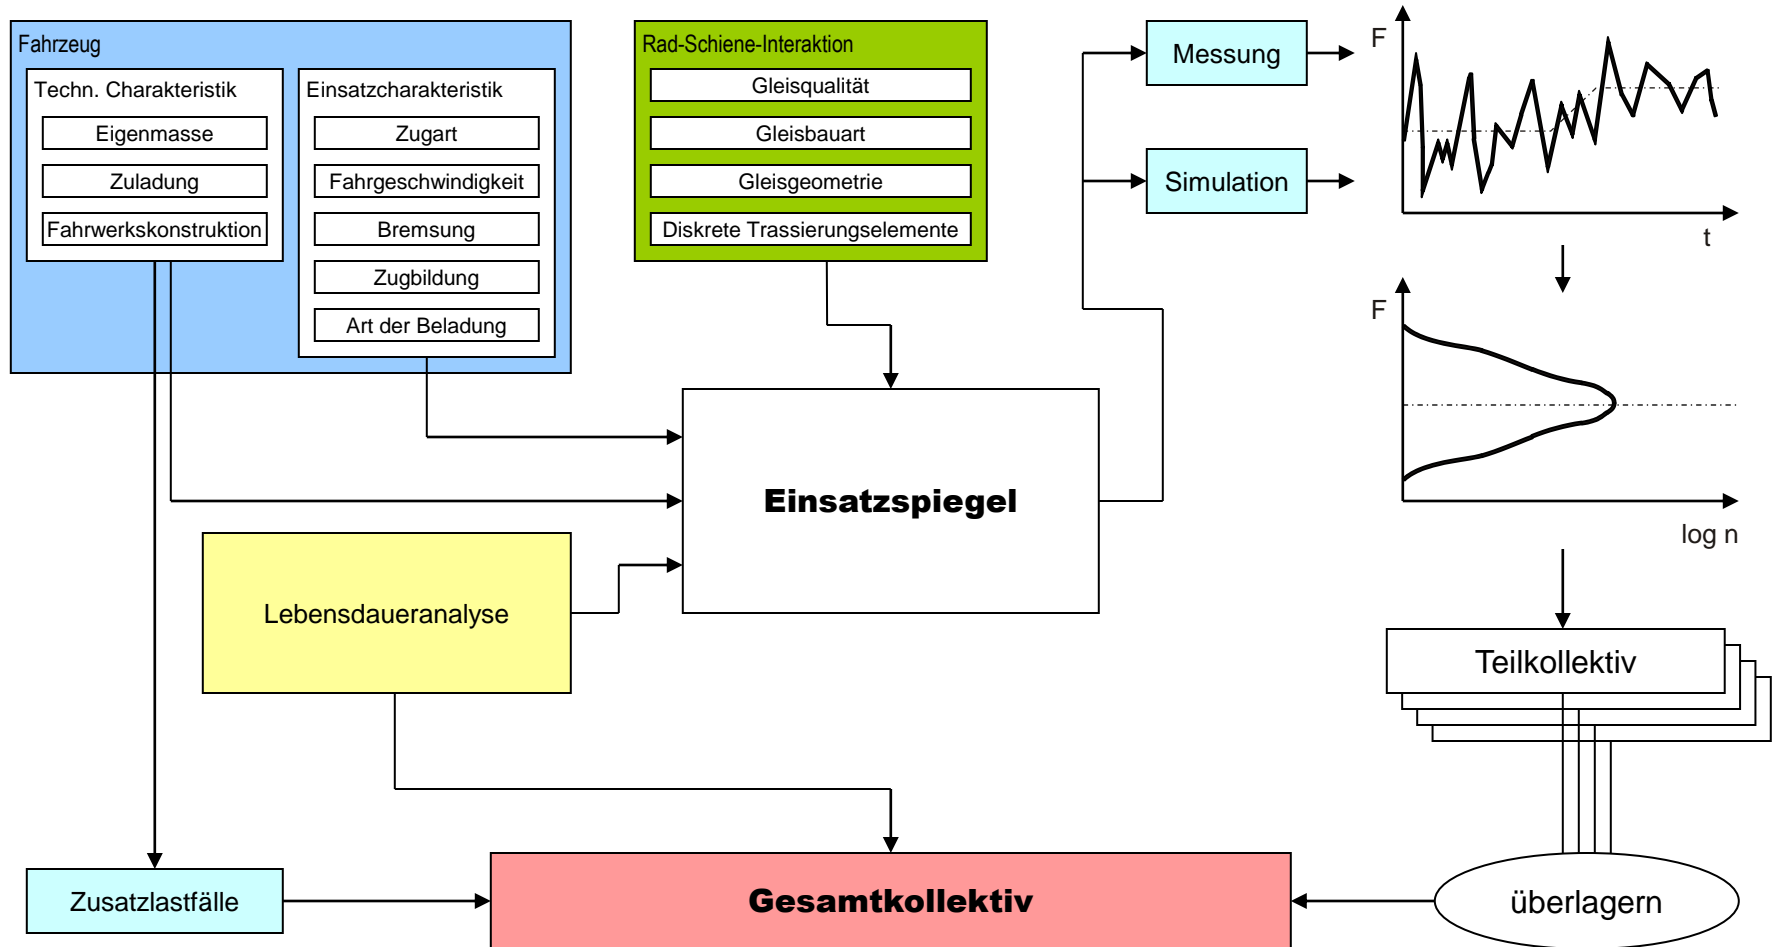 Fahrzeug
Techn. Charakteristik
Eigenmasse
Zuladung
Fahrwerkskonstruktion
Einsatzcharakteristik
Zugart
Fahrgeschwindigkeit
Bremsung
Zugbildung
Art der Beladung
Rad-Schiene-Interaktion
Gleisqualität
Gleisbauart
Gleisgeometrie
Diskrete Trassierungselemente
Messung
Simulation
F
t
F
log n
Einsatzspiegel
Lebensdaueranalyse
Teilkollektiv
Zusatzlastfälle
Gesamtkollektiv
überlagern